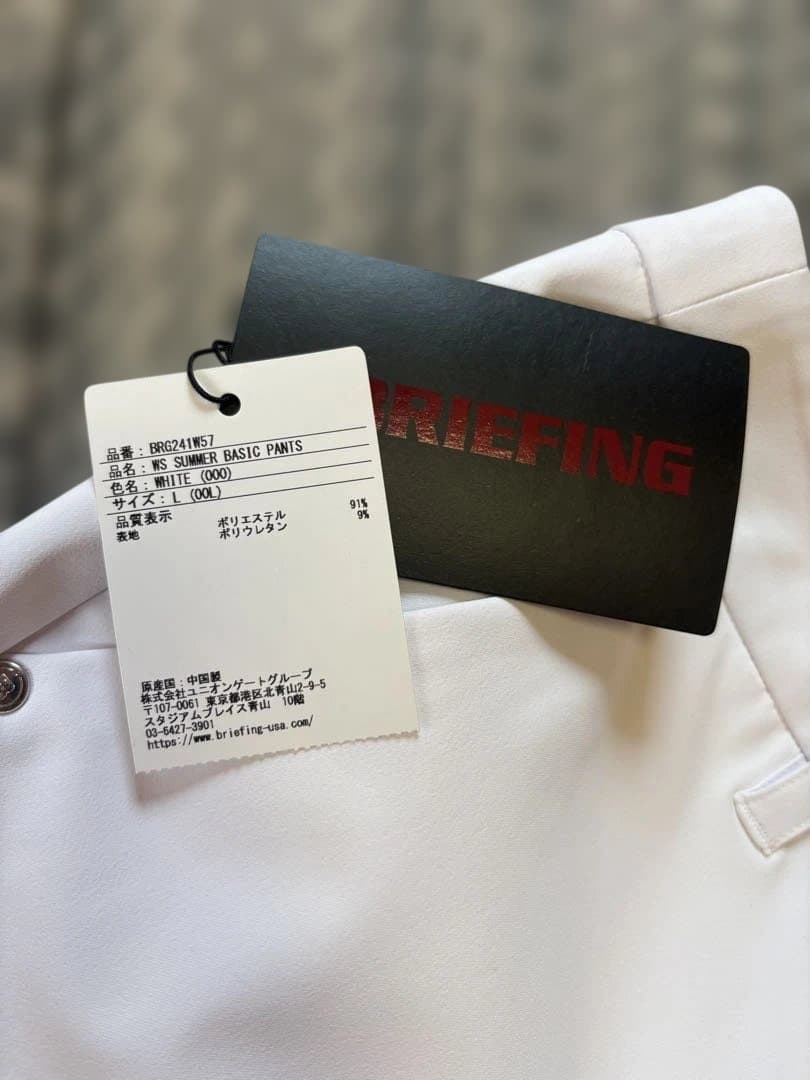 BRIEFING
品番 : BRG241W57
品名 : WS SUMMER BASIC PANTS
色名 : WHITE (000)
サイズ : L (00L)
品質表示
表地 ポリエステル 91%
ポリウレタン 9%
原産国 : 中国製
株式会社ユニオンゲートグループ
〒107-0061 東京都港区北青山2-9-5
スタジアムプレイス青山 10階
03-6427-3901
https://www.briefing-usa.com/